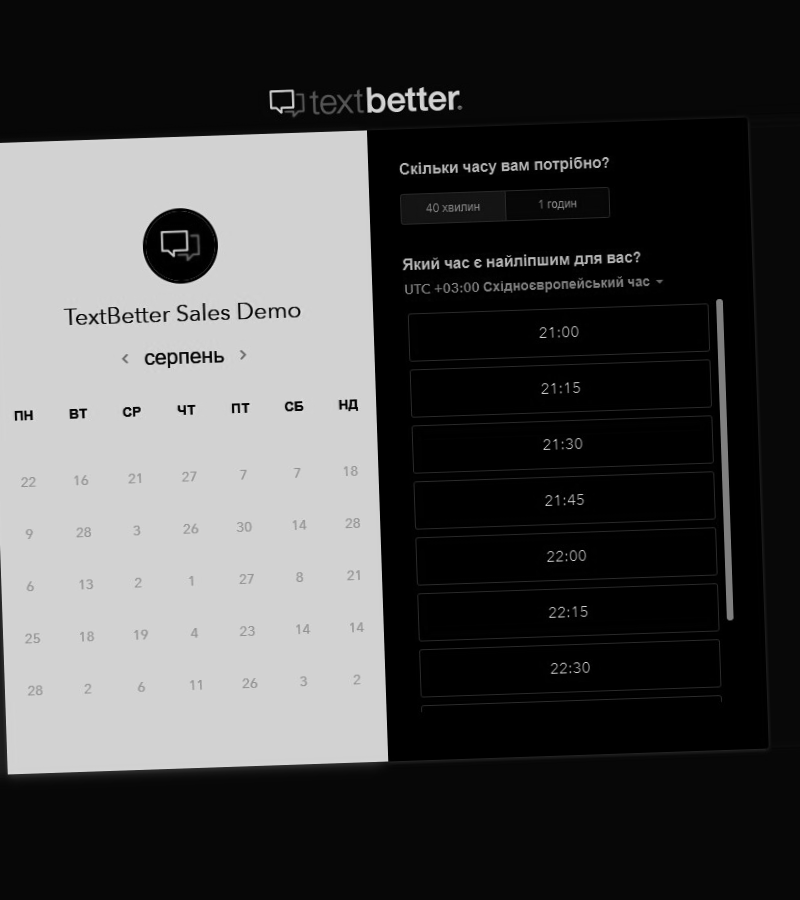 textbetter.
TextBetter Sales Demo
серпень
ПН ВТ СР ЧТ ПТ СБ НД
22 16 21 27 7 7 18
9 28 3 26 30 14 28
6 13 2 1 27 8 21
25 18 19 4 23 14 14
28 2 6 11 26 3 2
Скільки часу вам потрібно?
40 хвилин 1 годин
Який час є найліпшим для вас?
UTC +03:00 Східноєвропейський час
21:00
21:15
21:30
21:45
22:00
22:15
22:30